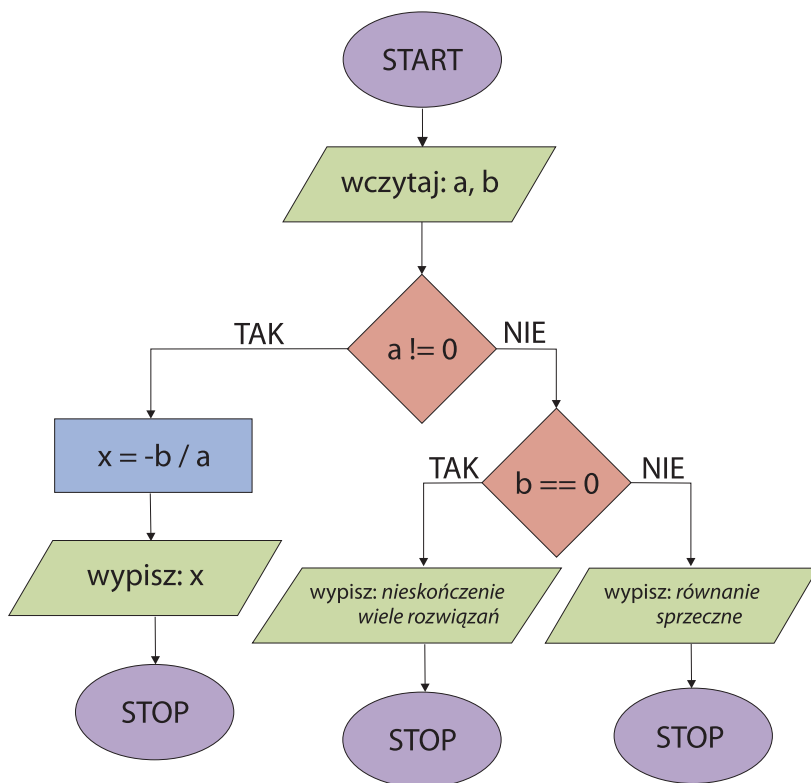 START
wczytaj: a, b
a != 0
TAK
NIE
x = -b / a
b == 0
TAK
NIE
wypisz: x
wypisz: nieskończenie
wiele rozwiązań
wypisz: równanie
sprzeczne
STOP
STOP
STOP